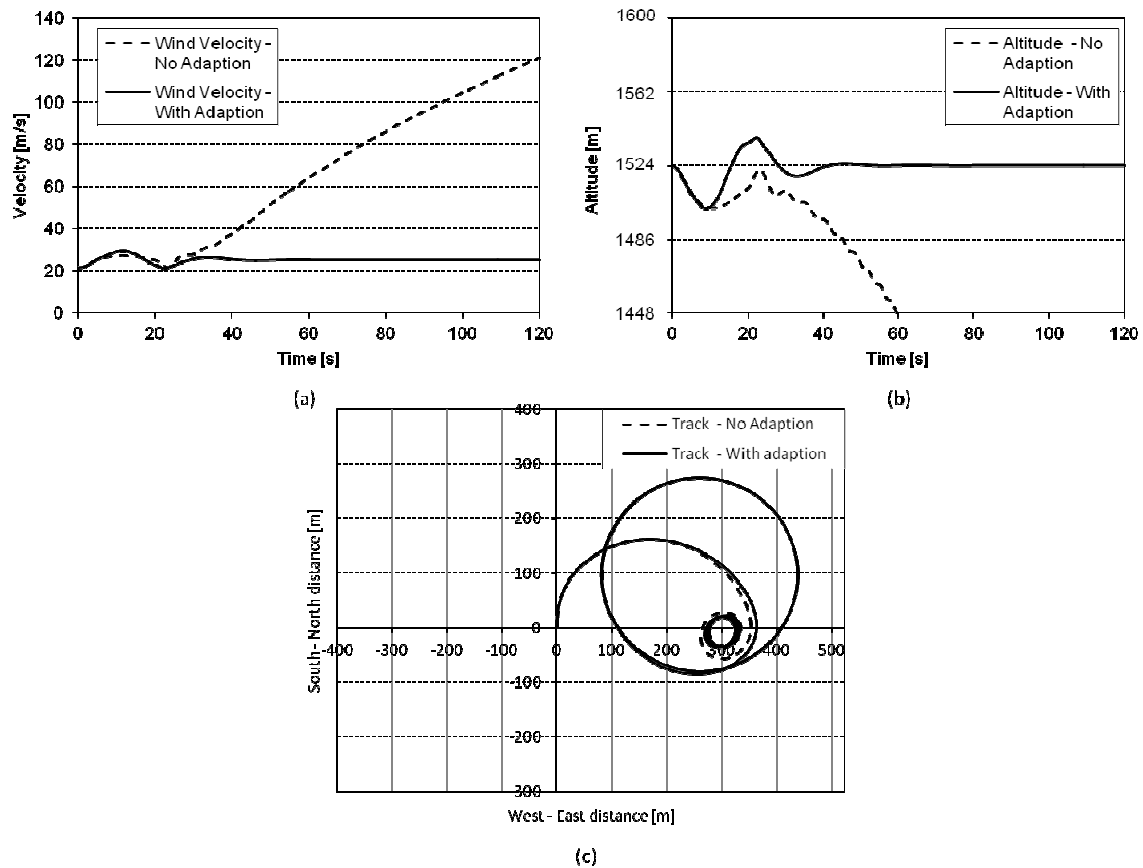 140
120
100
80
60
40
20
0
Velocity [m/s]
Wind Velocity -
No Adaption
Wind Velocity -
With Adaption
0 20 40 60 80 100 120
Time [s]
(a)
1600
1562
1524
1486
1448
Altitude [m]
Altitude - No
Adaption
Altitude - With
Adaption
0 20 40 60 80 100 120
Time [s]
(b)
400
300
200
100
0
-100
-200
-300
South - North distance [m]
Track - No Adaption
Track - With adaption
-400 -300 -200 -100 0 100 200 300 400 500
West - East distance [m]
(c)